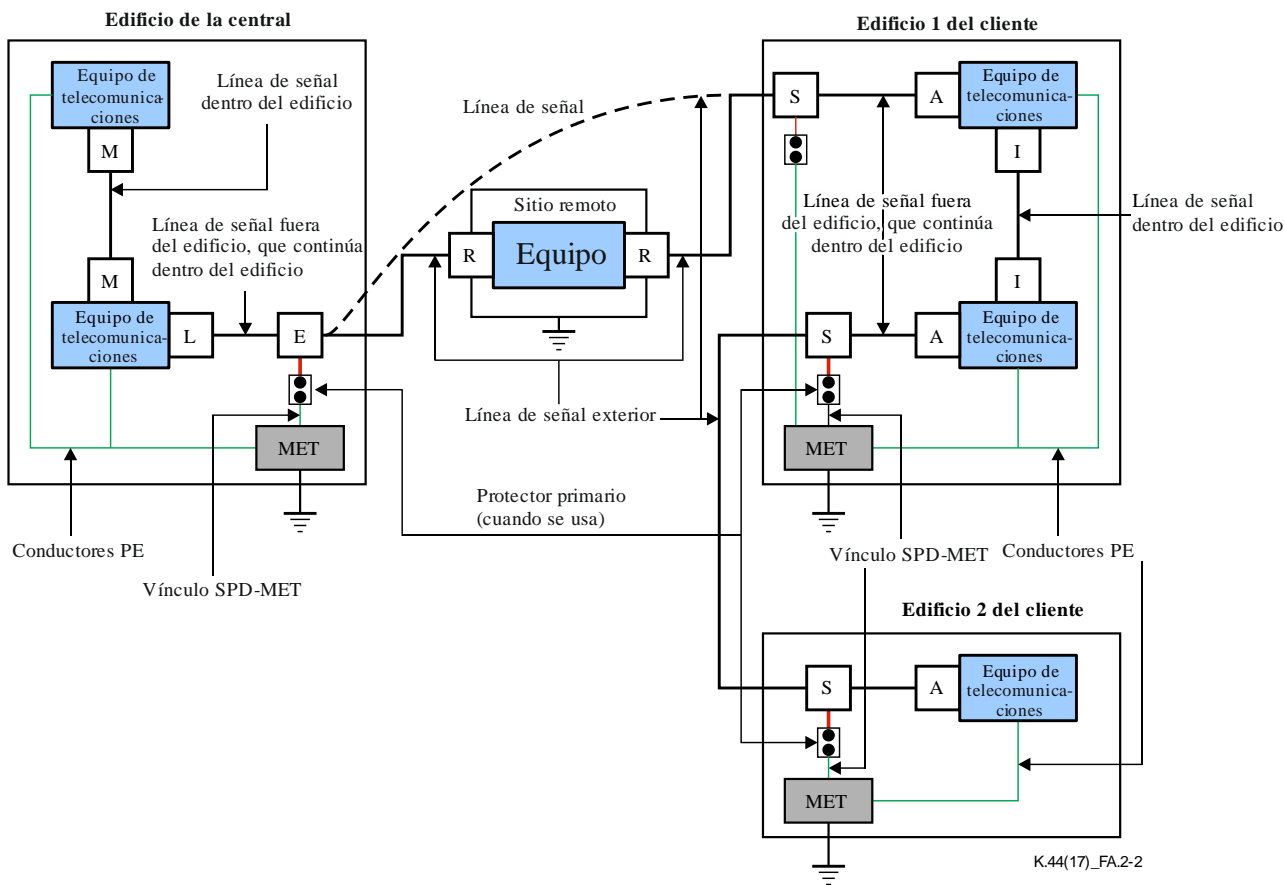 Edificio de la central
Edificio 1 del cliente
Equipo de
telecomunica-
ciones
Línea de señal
dentro del edificio
M
Línea de señal
S
A
Equipo de
telecomunica-
ciones
I
Línea de señal fuera
del edificio, que continúa
dentro del edificio
Sitio remoto
R
Equipo
R
Línea de señal fuera
del edificio, que continúa
dentro del edificio
Línea de señal
dentro del edificio
M
Equipo de
telecomunica-
ciones
L
E
I
S
A
Equipo de
telecomunica-
ciones
Línea de señal exterior
MET
MET
Protector primario
(cuando se usa)
Conductores PE
Vínculo SPD-MET
Vínculo SPD-MET
Conductores PE
Edificio 2 del cliente
S
A
Equipo de
telecomunica-
ciones
MET
K.44(17)_FA.2-2